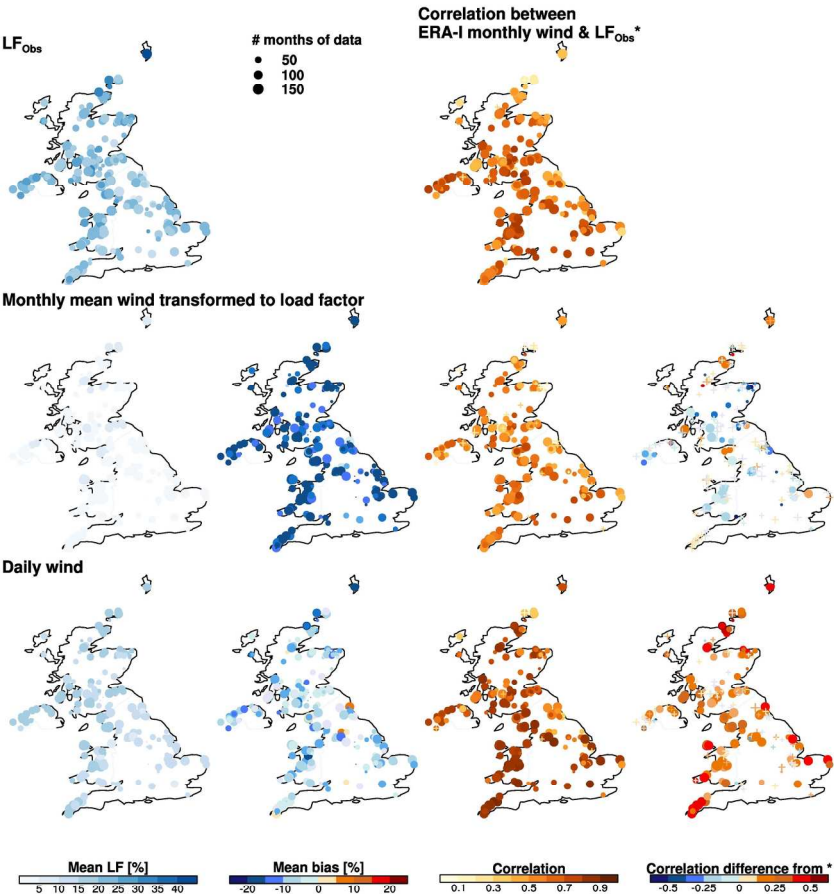 Correlation between
LF_Obs
# months of data
ERA-I monthly wind & LF_Obs*
50
100
150
Monthly mean wind transformed to load factor
Daily wind
Mean LF [%]
5 10 15 20 25 30 35 40
Mean bias [%]
-20 -10 0 10 20
Correlation
0.1 0.3 0.5 0.7 0.9
Correlation difference from *
-0.5 -0.25 0.25 0.5